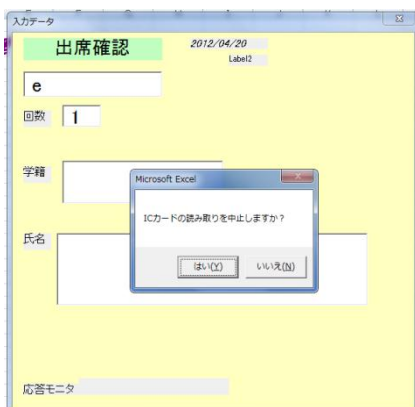 入力データ
出席確認
2012/04/20
Label2
e
回数
1
学籍
Microsoft Excel
ICカードの読み取りを中止しますか？
はい(Y)
いいえ(N)
氏名
応答モニタ